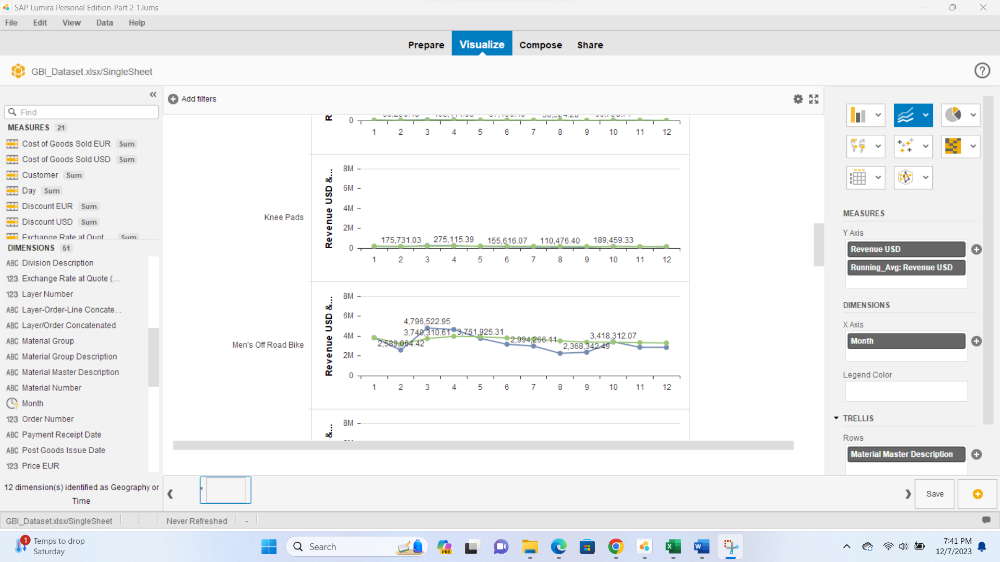 SAP Lumira Personal Edition-Part 2 1.lums
File Edit View Data Help
Prepare Visualize Compose Share
GBI_Dataset.xlsx/SingleSheet
Find
Add filters
MEASURES 21
Cost of Goods Sold EUR Sum
Cost of Goods Sold USD Sum
Customer Sum
Day Sum
Discount EUR Sum
Discount USD Sum
Exchange Rate at Quot Sum
DIMENSIONS 51
ABC Division Description
123 Exchange Rate at Quote (...
123 Layer Number
ABC Layer-Order-Line Concate...
ABC Layer/Order Concatenated
ABC Material Group
ABC Material Group Description
ABC Material Master Description
ABC Material Number
Month
123 Order Number
ABC Payment Receipt Date
ABC Post Goods Issue Date
123 Price EUR
12 dimension(s) identified as Geography or
Time
0
1 2 3 4 5 6 7 8 9 10 11 12
Knee Pads
Revenue USD &...
8M
6M
4M
2M
0
175,731.03 275,115.39 155,616.07 110,476.40 189,459.33
1 2 3 4 5 6 7 8 9 10 11 12
Men's Off Road Bike
Revenue USD &...
8M
6M
4M
2M
0
4,796,522.95
3,740,310.61 3,761,925.31 3,418,312.07
2,589,064.42 2,994,266.11 2,368,342.49
1 2 3 4 5 6 7 8 9 10 11 12
&...
8M
MEASURES
Y Axis
Revenue USD
Running_Avg: Revenue USD
DIMENSIONS
X Axis
Month
Legend Color
TRELLIS
Rows
Material Master Description
Save
GBI_Dataset.xlsx/SingleSheet Never Refreshed -
1
Temps to drop
Saturday
Search
PRE
7:41 PM
12/7/2023